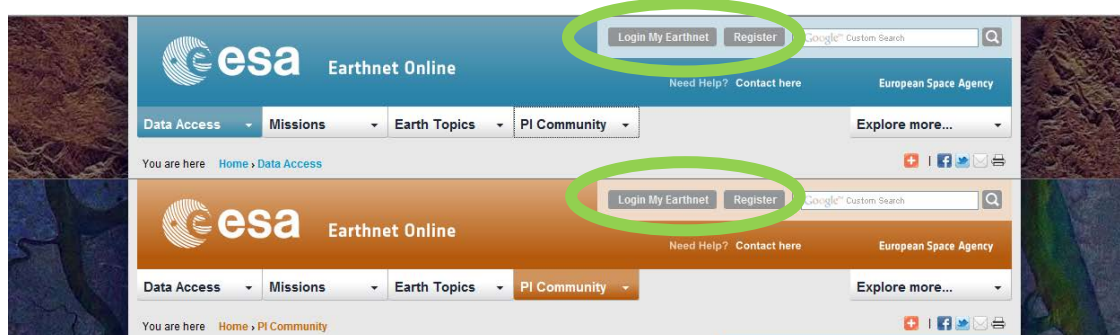 Login My Earthnet Register Google™ Custom Search
esa Earthnet Online
Need Help? Contact here European Space Agency
Data Access Missions Earth Topics PI Community Explore more...
You are here Home › Data Access
Login My Earthnet Register Google™ Custom Search
esa Earthnet Online
Need Help? Contact here European Space Agency
Data Access Missions Earth Topics PI Community Explore more...
You are here Home › PI Community